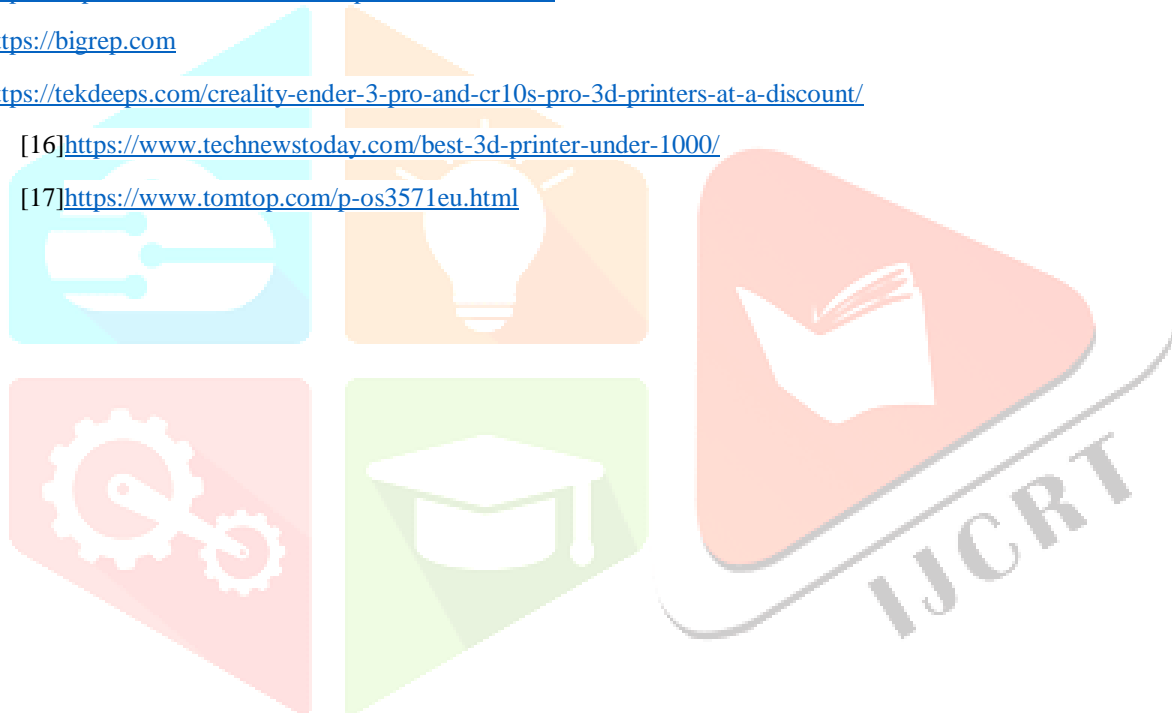 ttps://bigrep.com
ttps://tekdeeps.com/creality-ender-3-pro-and-cr10s-pro-3d-printers-at-a-discount/
[16]https://www.technewstoday.com/best-3d-printer-under-1000/
[17]https://www.tomtop.com/p-os3571eu.html
IJCRT